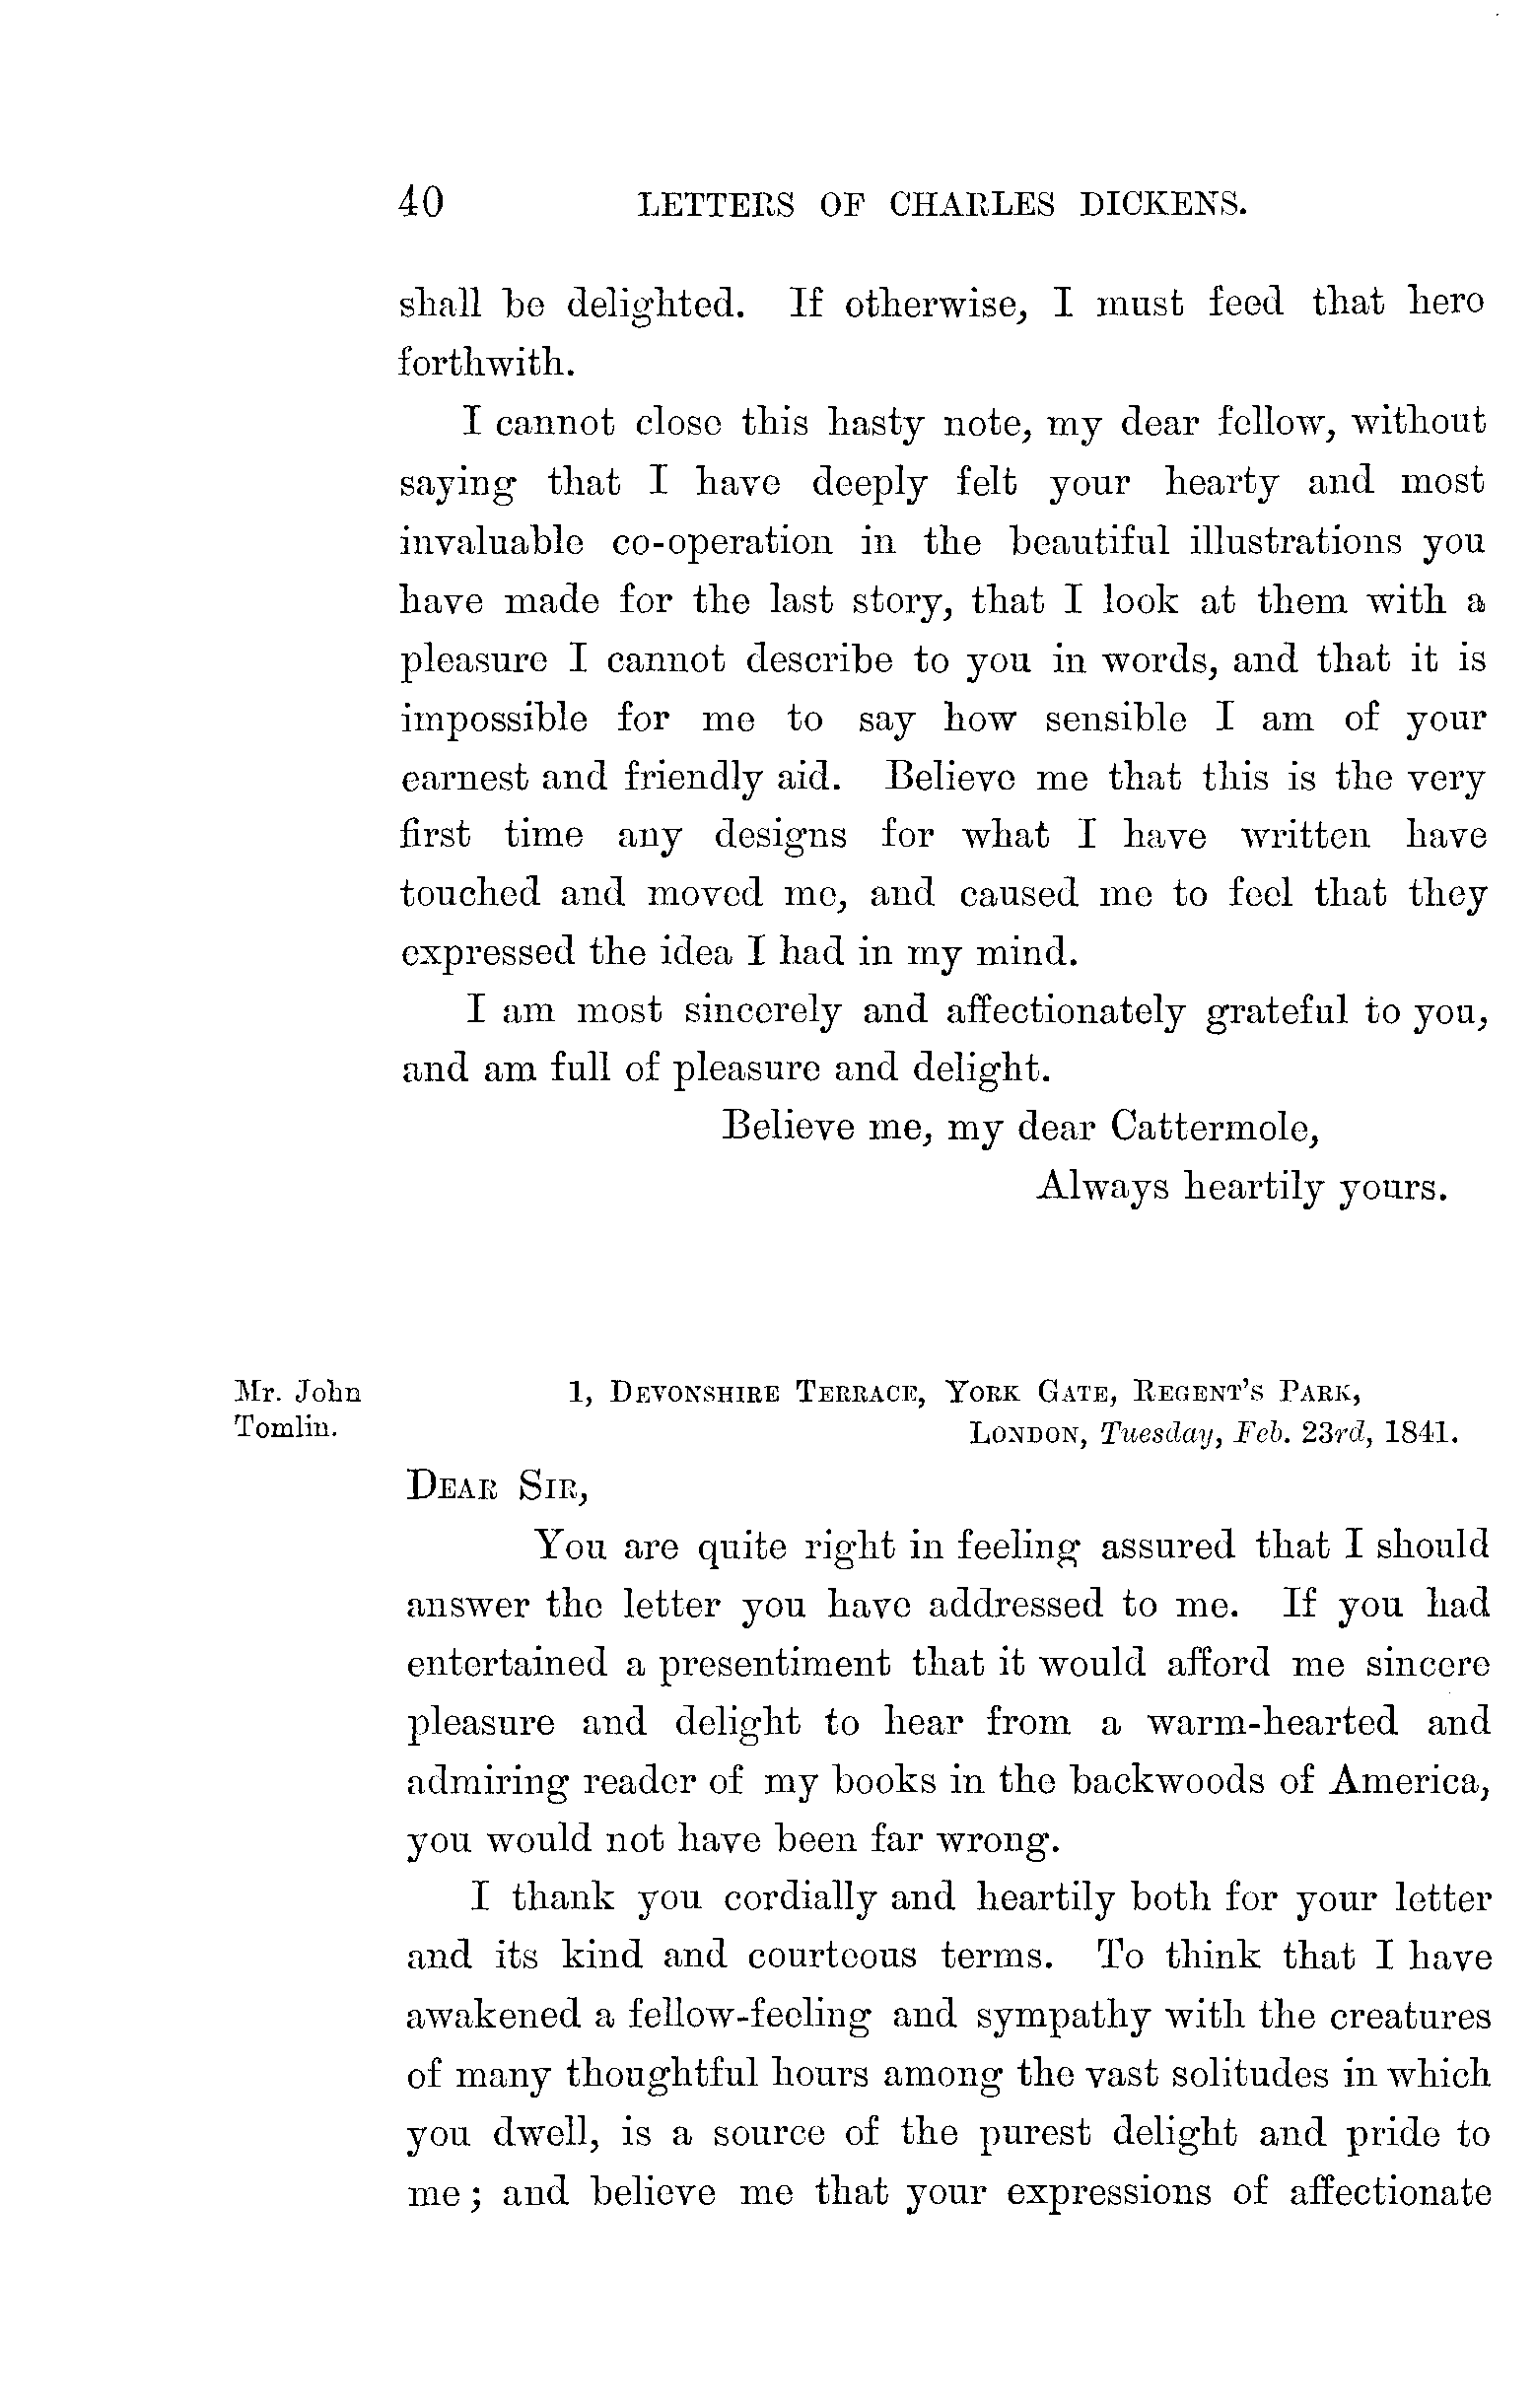 40 LETTERS OF CHARLES DICKENS.
shall be delighted. If otherwise, I must feed that hero
forthwith.
I cannot close this hasty note, my dear fellow, without
saying that I have deeply felt your hearty and most
invaluable co-operation in the beautiful illustrations you
have made for the last story, that I look at them with a
pleasure I cannot describe to you in words, and that it is
impossible for me to say how sensible I am of your
earnest and friendly aid. Believe me that this is the very
first time any designs for what I have written have
touched and moved me, and caused me to feel that they
expressed the idea I had in my mind.
I am most sincerely and affectionately grateful to you,
and am full of pleasure and delight.
Believe me, my dear Cattermole,
Always heartily yours.
Mr. John
Tomlin.
1, DEVONSHIRE TERRACE, YORK GATE, REGENT'S PARK,
LONDON, Tuesday, Feb. 23rd, 1841.
DEAR SIR,
You are quite right in feeling assured that I should
answer the letter you have addressed to me. If you had
entertained a presentiment that it would afford me sincere
pleasure and delight to hear from a warm-hearted and
admiring reader of my books in the backwoods of America,
you would not have been far wrong.
I thank you cordially and heartily both for your letter
and its kind and courteous terms. To think that I have
awakened a fellow-feeling and sympathy with the creatures
of many thoughtful hours among the vast solitudes in which
you dwell, is a source of the purest delight and pride to
me; and believe me that your expressions of affectionate